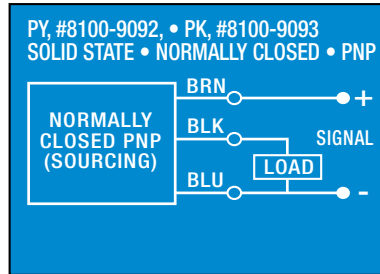 PY, #8100-9092, • PK, #8100-9093
SOLID STATE • NORMALLY CLOSED • PNP
BRN
+
NORMALLY
CLOSED PNP
(SOURCING)
BLK
SIGNAL
LOAD
BLU
-